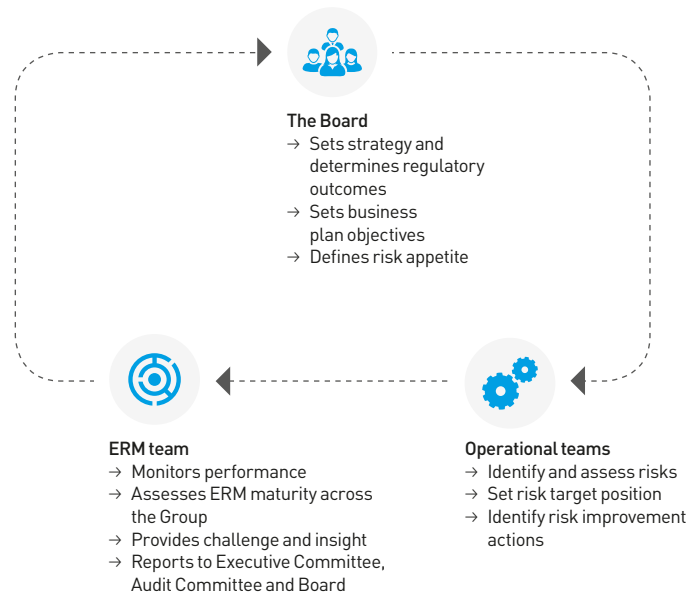 The Board
→ Sets strategy and
determines regulatory
outcomes
→ Sets business
plan objectives
→ Defines risk appetite
ERM team
→ Monitors performance
→ Assesses ERM maturity across
the Group
→ Provides challenge and insight
→ Reports to Executive Committee,
Audit Committee and Board
Operational teams
→ Identify and assess risks
→ Set risk target position
→ Identify risk improvement
actions